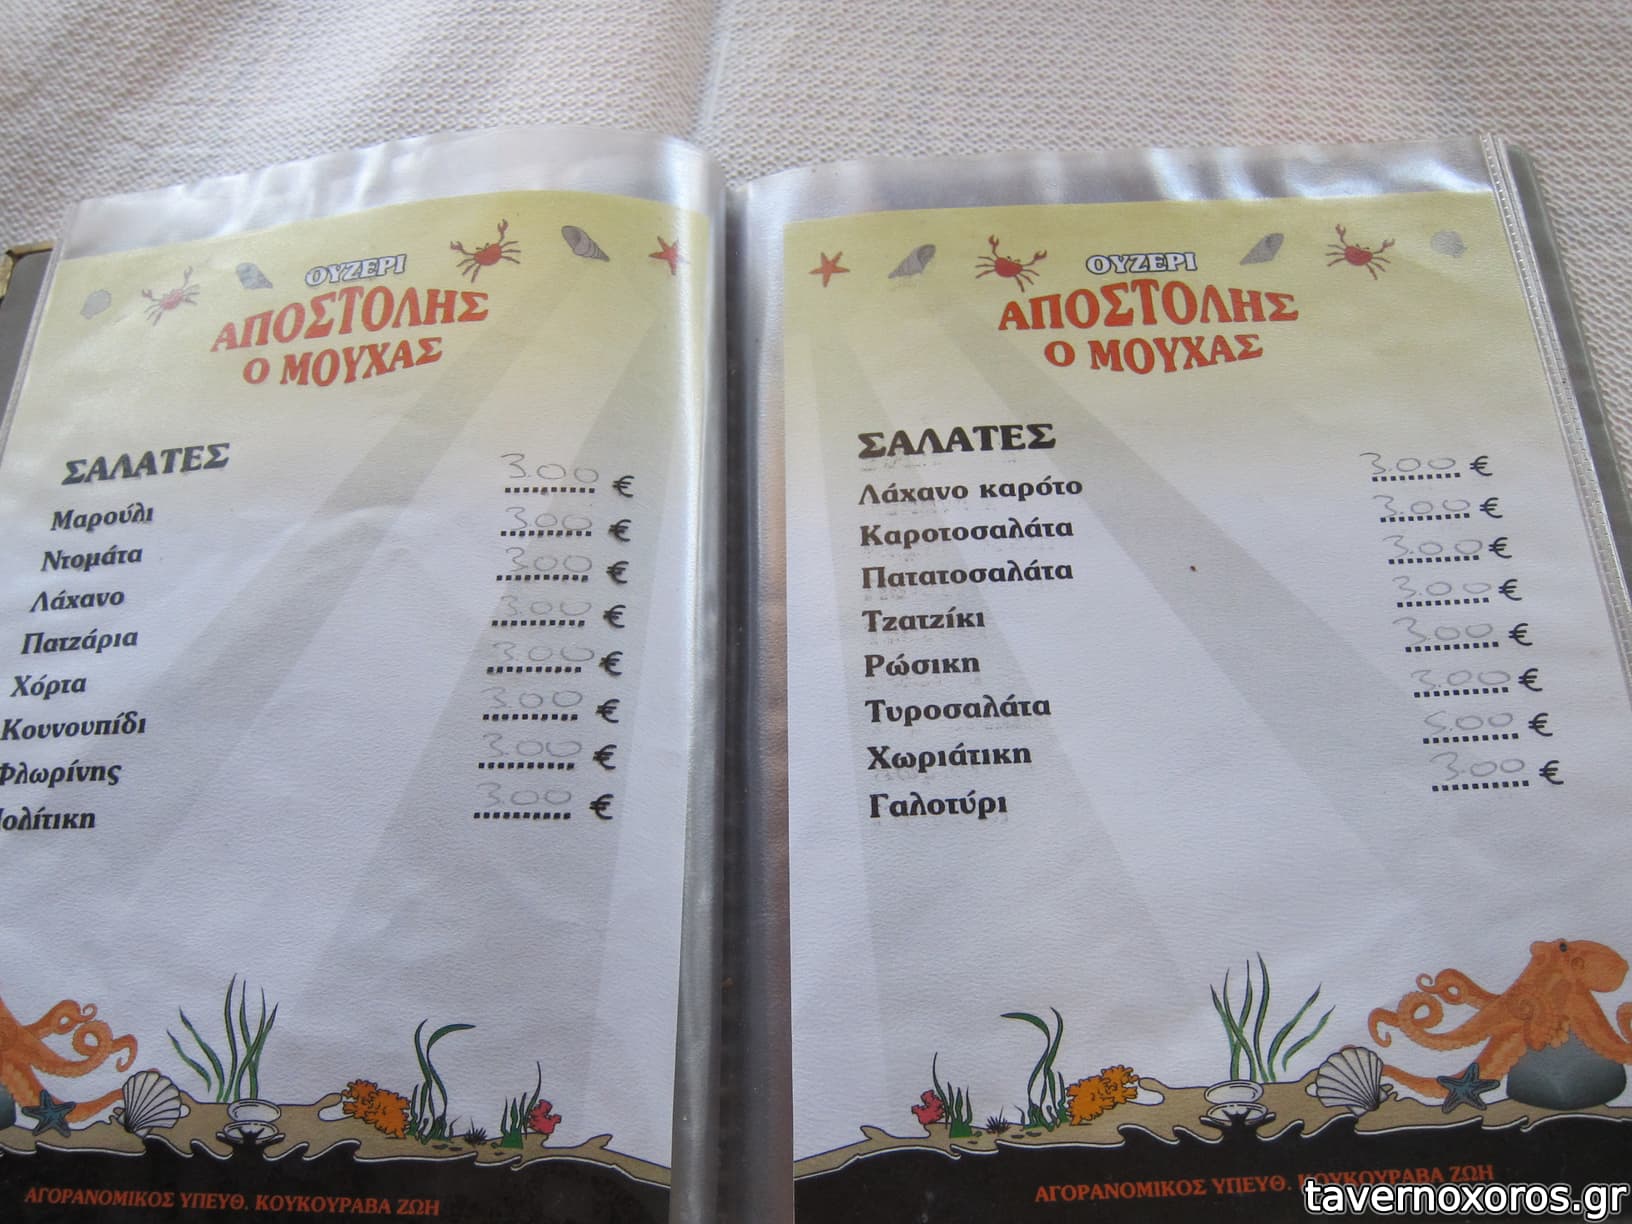 ΟΥΖΕΡΙ
ΑΠΟΣΤΟΛΗΣ
Ο ΜΟΥΧΑΣ
ΣΑΛΑΤΕΣ
Μαρούλι 3.00 €
Ντομάτα 3.00 €
Λάχανο 3.00 €
Πατζάρια 3.00 €
Χόρτα 3.00 €
Κουνουπίδι 3.00 €
Φλωρίνης 3.00 €
ολίτικη 3.00 €
ΑΓΟΡΑΝΟΜΙΚΟΣ ΥΠΕΥΘ. ΚΟΥΚΟΥΡΑΒΑ ΖΩΗ
ΟΥΖΕΡΙ
ΑΠΟΣΤΟΛΗΣ
Ο ΜΟΥΧΑΣ
ΣΑΛΑΤΕΣ
Λάχανο καρότο 3.00 €
Καροτοσαλάτα 3.00 €
Πατατοσαλάτα 3.00 €
Τζατζίκι 3.00 €
Ρώσικη 3.00 €
Τυροσαλάτα 3.00 €
Χωριάτικη 5.00 €
Γαλοτύρι 3.00 €
ΑΓΟΡΑΝΟΜΙΚΟΣ ΥΠΕΥΘ. ΚΟΥΚΟΥΡΑΒΑ ΖΩΗ
tavernoxoros.gr